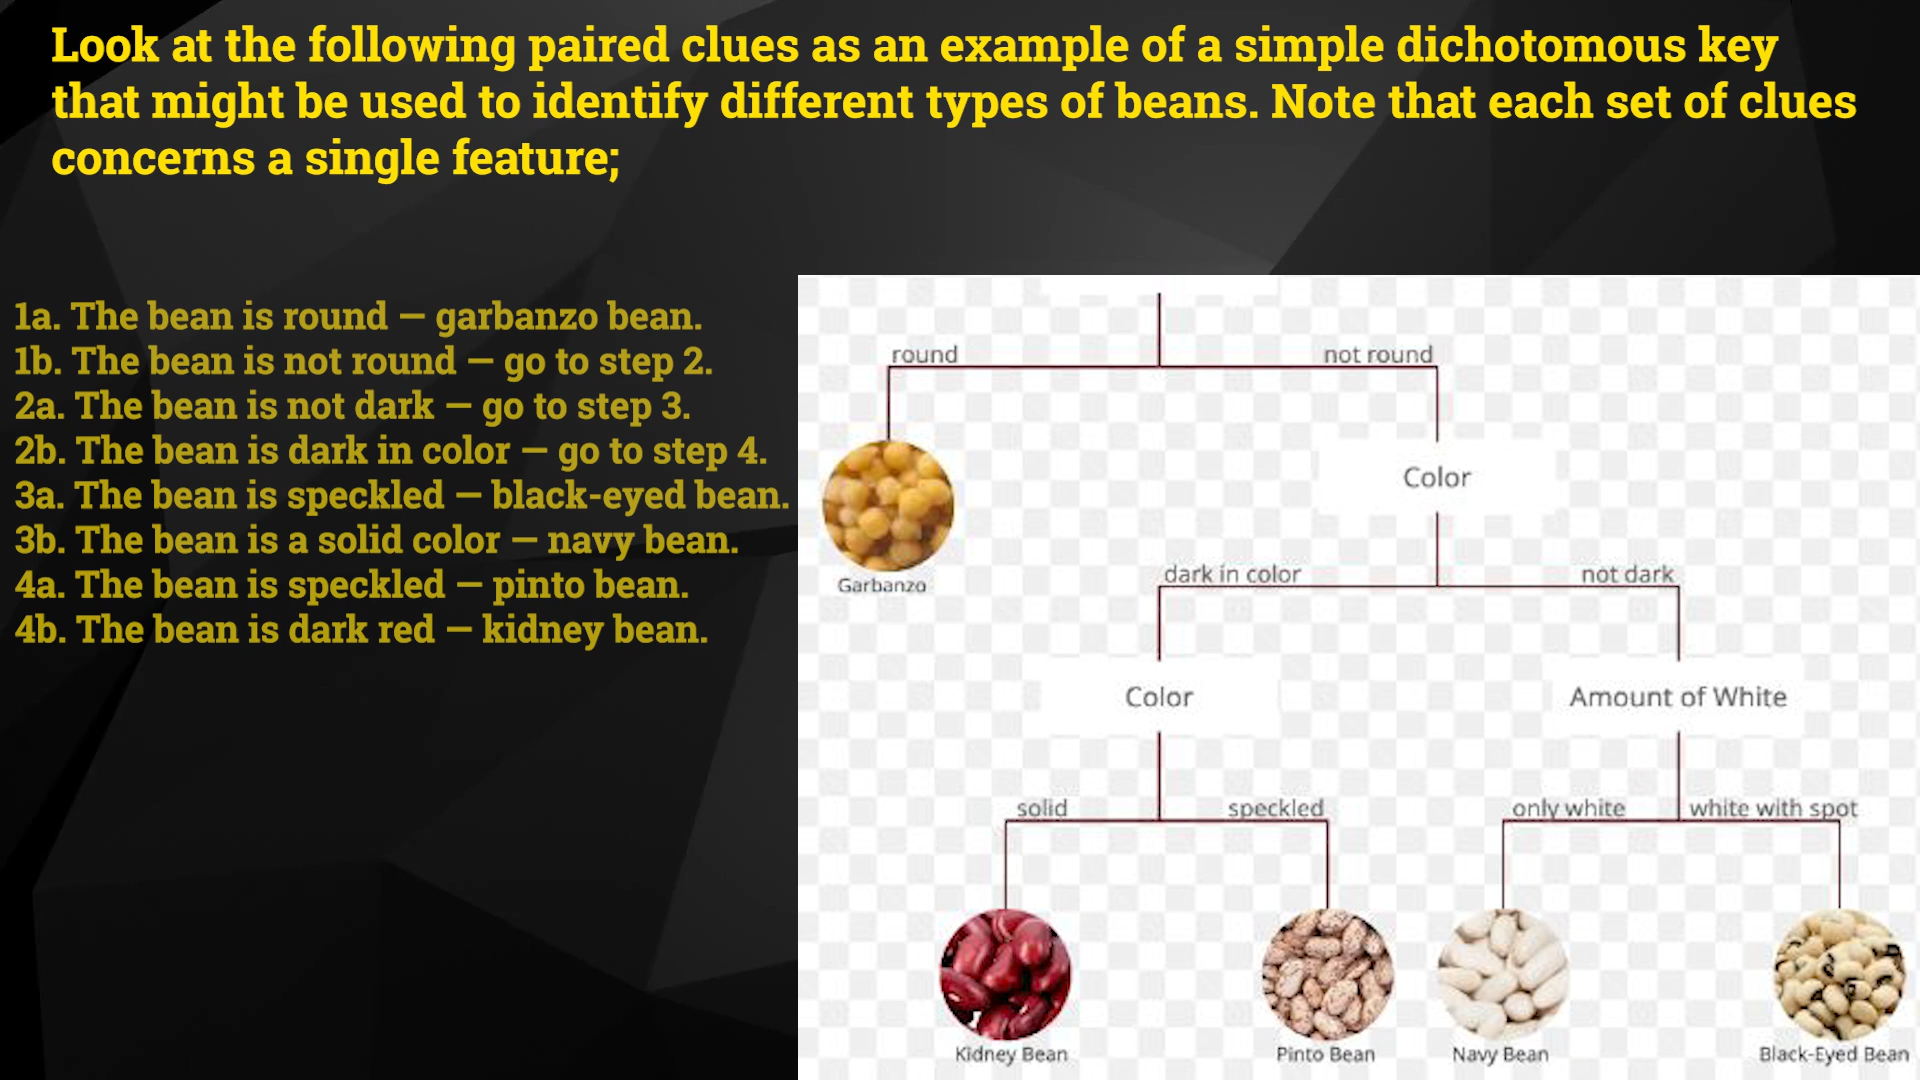 Look at the following paired clues as an example of a simple dichotomous key
that might be used to identify different types of beans. Note that each set of clues
concerns a single feature;
1a. The bean is round — garbanzo bean.
1b. The bean is not round — go to step 2.
2a. The bean is not dark — go to step 3.
2b. The bean is dark in color — go to step 4.
3a. The bean is speckled — black-eyed bean.
3b. The bean is a solid color — navy bean.
4a. The bean is speckled — pinto bean.
4b. The bean is dark red — kidney bean.
round
not round
Garbanzo
Color
dark in color
not dark
Color
Amount of White
solid
speckled
only white
white with spot
Kidney Bean
Pinto Bean
Navy Bean
Black-Eyed Bean